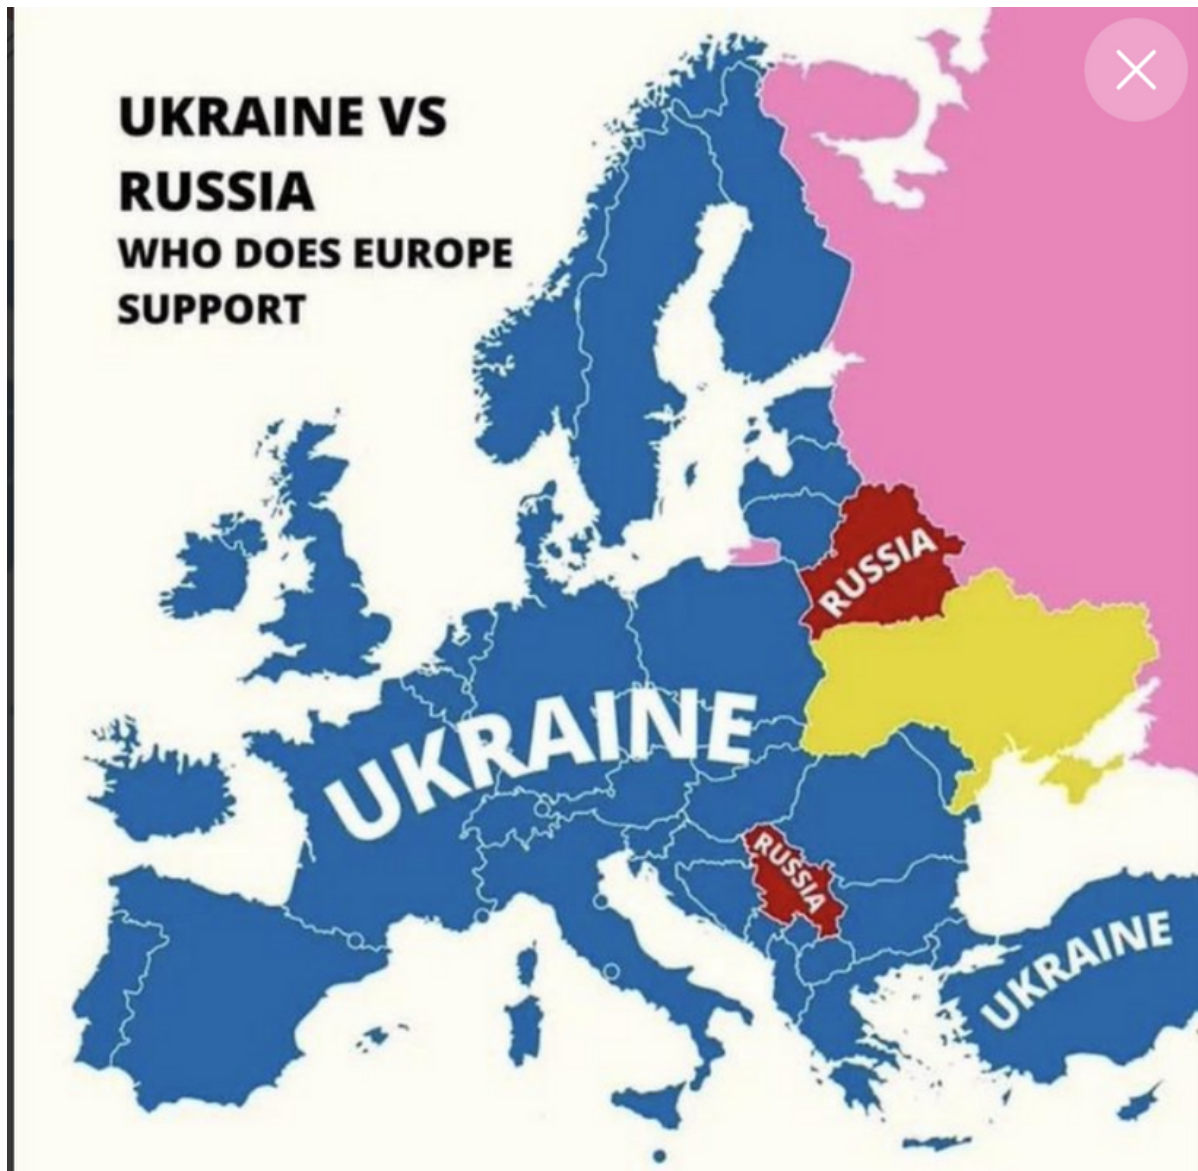 UKRAINE VS
RUSSIA
WHO DOES EUROPE
SUPPORT
RUSSIA
UKRAINE
RUSSIA
UKRAINE